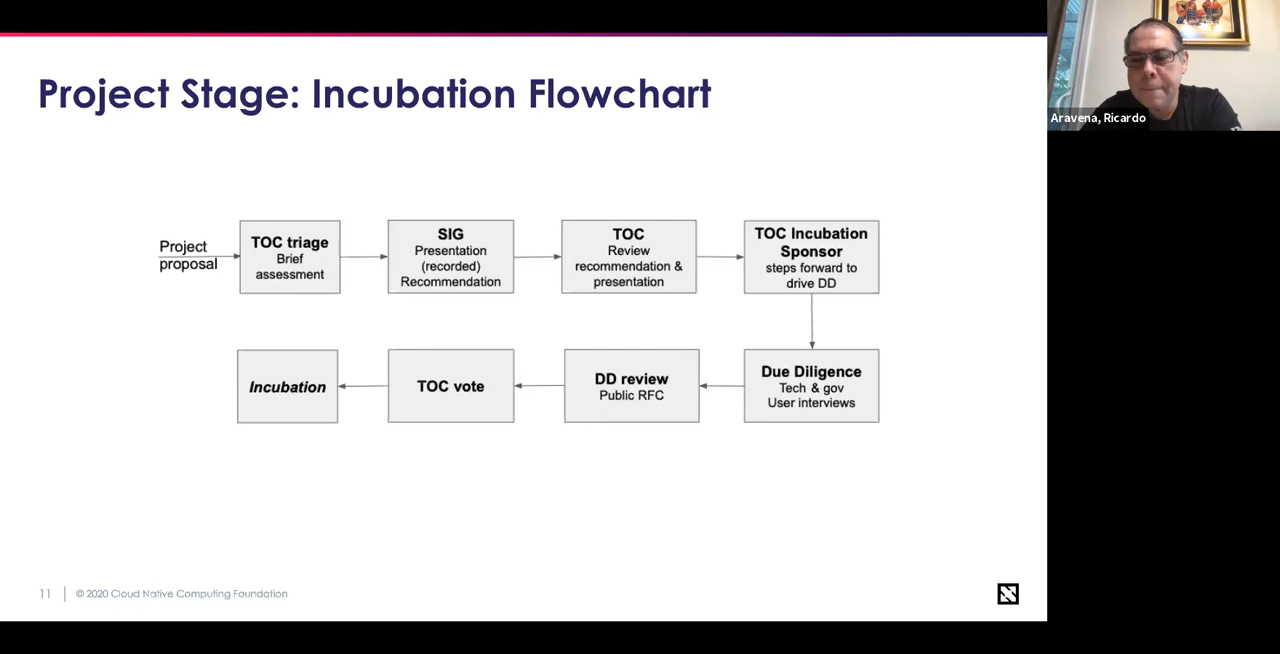 Project Stage: Incubation Flowchart
Aravena, Ricardo
Project
proposal
TOC triage
Brief
assessment
SIG
Presentation
(recorded)
Recommendation
TOC
Review
recommendation &
presentation
TOC Incubation
Sponsor
steps forward to
drive DD
Due Diligence
Tech & gov
User interviews
DD review
Public RFC
TOC vote
Incubation
11
© 2020 Cloud Native Computing Foundation